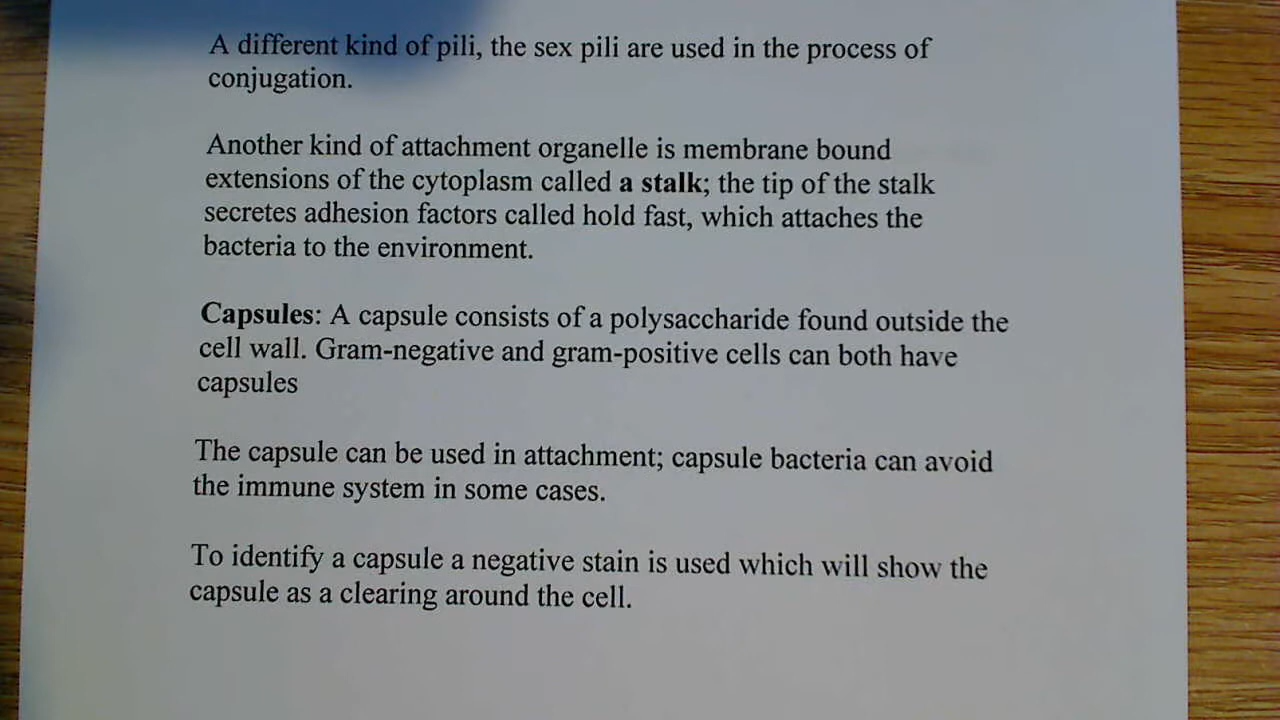 A different kind of pili, the sex pili are used in the process of
conjugation.
Another kind of attachment organelle is membrane bound
extensions of the cytoplasm called a stalk; the tip of the stalk
secretes adhesion factors called hold fast, which attaches the
bacteria to the environment.
Capsules: A capsule consists of a polysaccharide found outside the
cell wall. Gram-negative and gram-positive cells can both have
capsules
The capsule can be used in attachment; capsule bacteria can avoid
the immune system in some cases.
To identify a capsule a negative stain is used which will show the
capsule as a clearing around the cell.